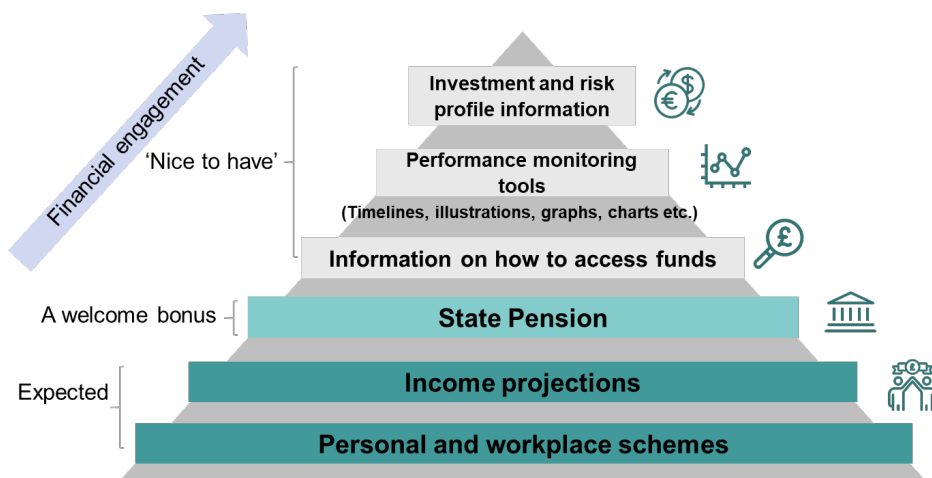 Financial engagement
'Nice to have'
Investment and risk
profile information
Performance monitoring
tools
(Timelines, illustrations, graphs, charts etc.)
Information on how to access funds
A welcome bonus
State Pension
Expected
Income projections
Personal and workplace schemes
$
€
£
£